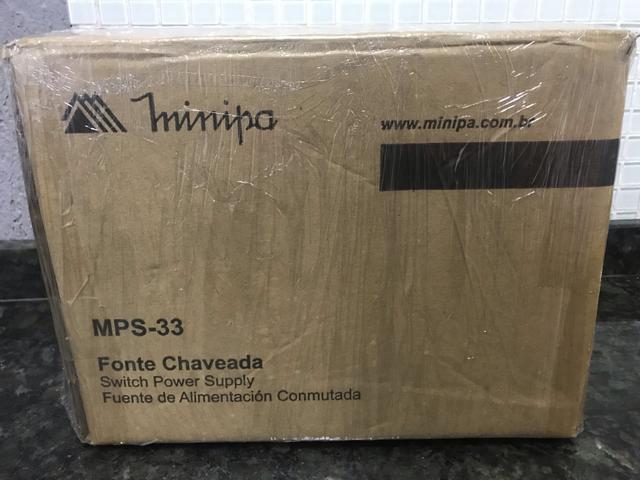 minipa
www.minipa.com.br
MPS-33
Fonte Chaveada
Switch Power Supply
Fuente de Alimentación Conmutada